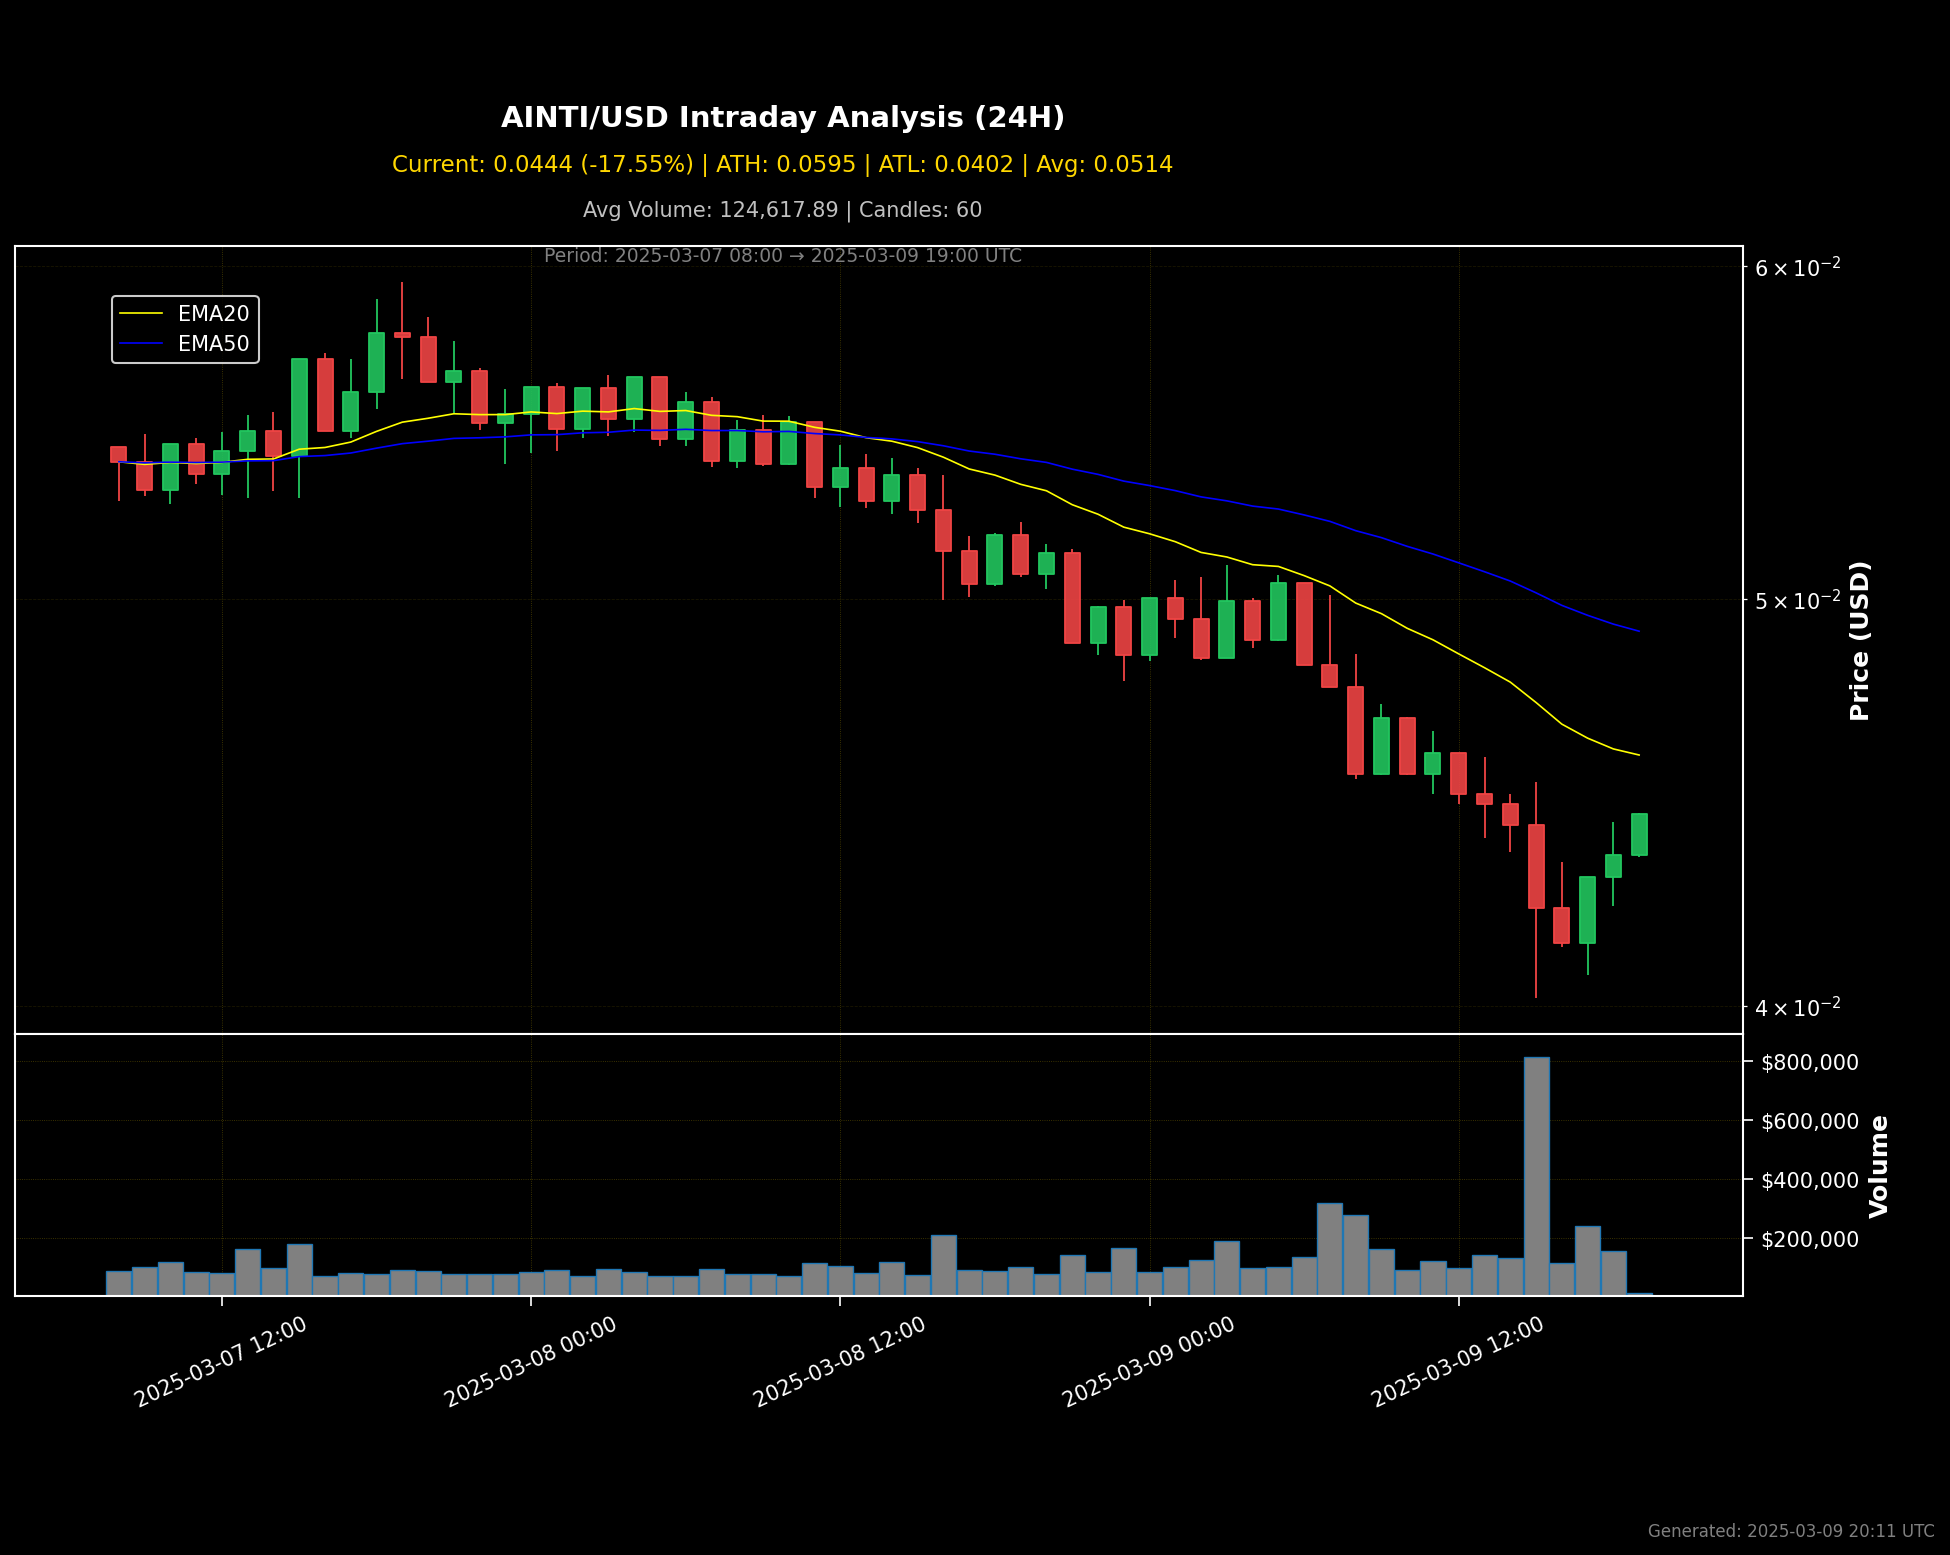 AINTI/USD Intraday Analysis (24H)
Current: 0.0444 (-17.55%) | ATH: 0.0595 | ATL: 0.0402 | Avg: 0.0514
Avg Volume: 124,617.89 | Candles: 60
Period: 2025-03-07 08:00 → 2025-03-09 19:00 UTC
EMA20
EMA50
6 × 10⁻²
5 × 10⁻²
4 × 10⁻²
Price (USD)
$800,000
$600,000
$400,000
$200,000
Volume
2025-03-07 12:00
2025-03-08 00:00
2025-03-08 12:00
2025-03-09 00:00
2025-03-09 12:00
Generated: 2025-03-09 20:11 UTC